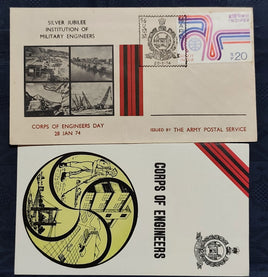 SILVER JUBILEE
INSTITUTION OF
MILITARY ENGINEERS
20
CORPS OF ENGINEERS DAY
28 JAN 74
ISSUED BY THE ARMY POSTAL SERVICE
CORPS OF ENGINEERS